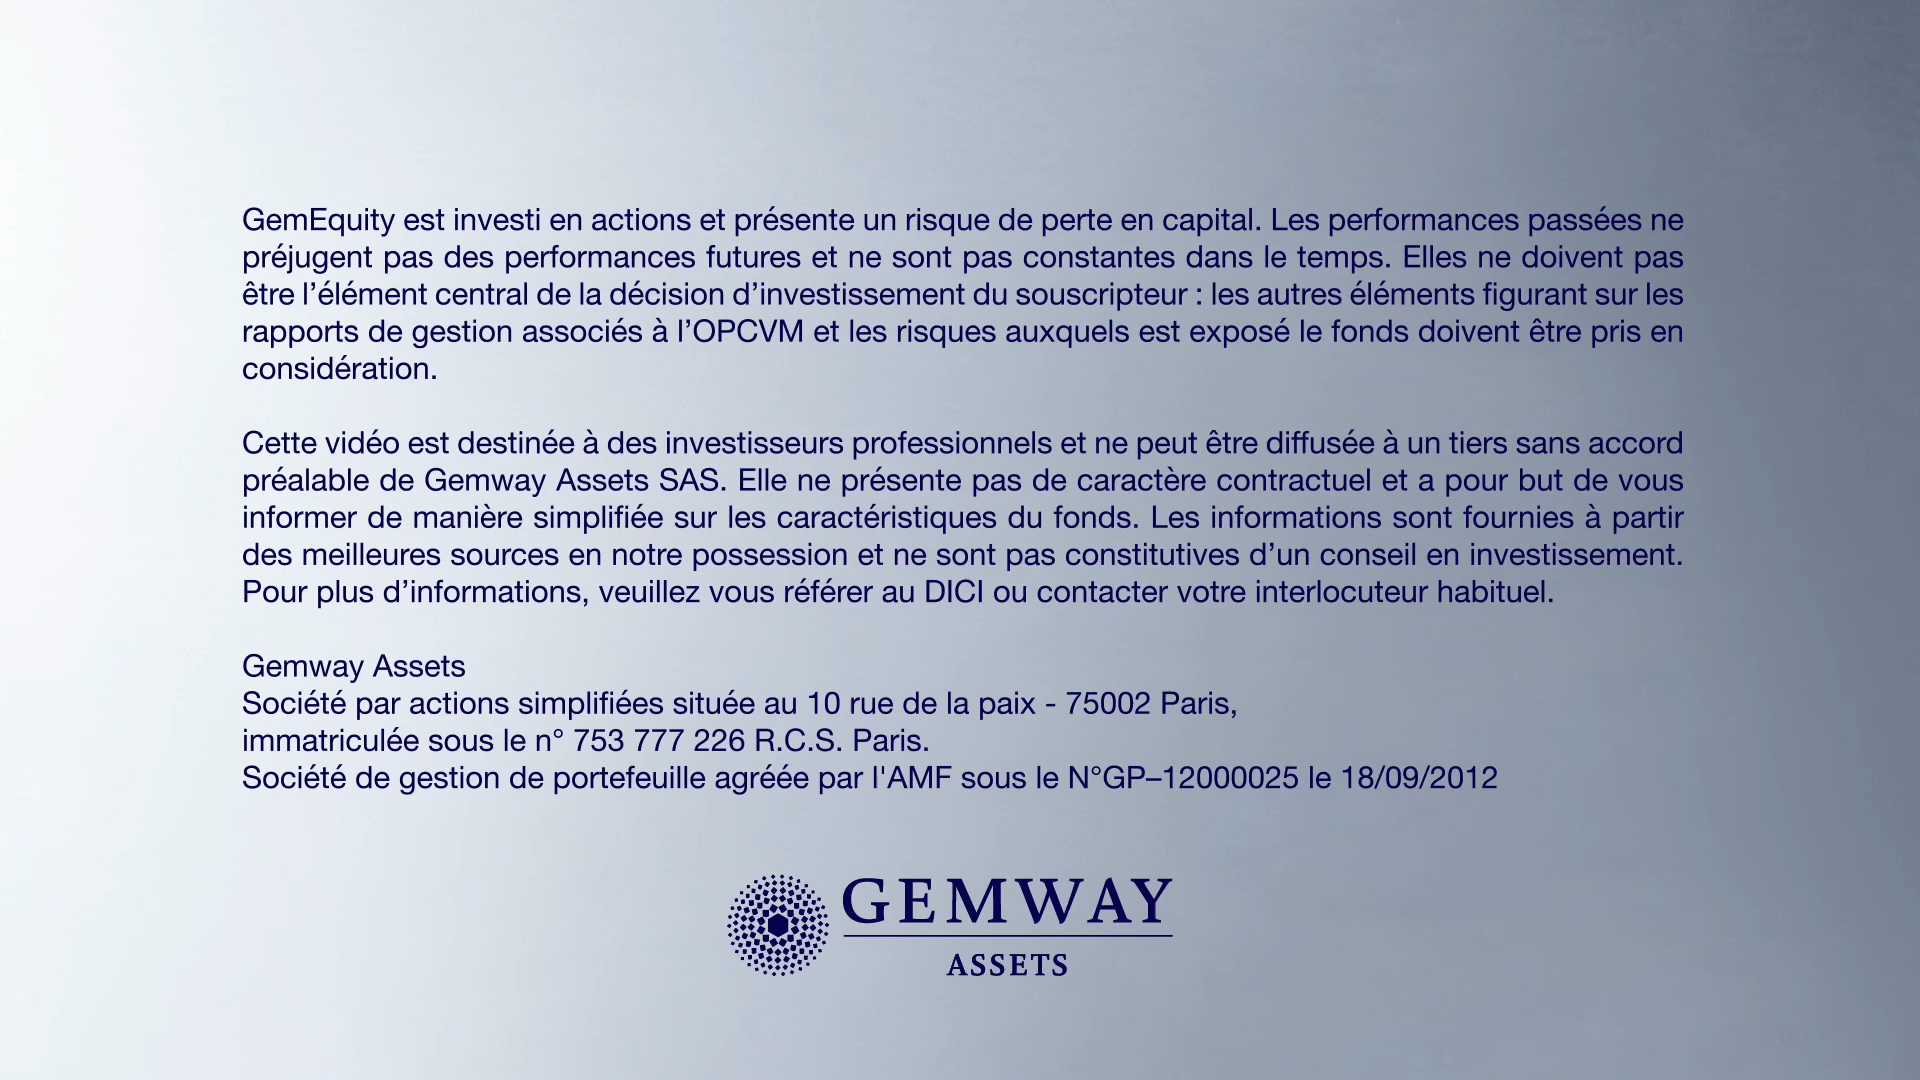 GemEquity est investi en actions et présente un risque de perte en capital. Les performances passées ne
préjugent pas des performances futures et ne sont pas constantes dans le temps. Elles ne doivent pas
être l’élément central de la décision d’investissement du souscripteur : les autres éléments figurant sur les
rapports de gestion associés à l’OPCVM et les risques auxquels est exposé le fonds doivent être pris en
considération.
Cette vidéo est destinée à des investisseurs professionnels et ne peut être diffusée à un tiers sans accord
préalable de Gemway Assets SAS. Elle ne présente pas de caractère contractuel et a pour but de vous
informer de manière simplifiée sur les caractéristiques du fonds. Les informations sont fournies à partir
des meilleures sources en notre possession et ne sont pas constitutives d’un conseil en investissement.
Pour plus d’informations, veuillez vous référer au DICI ou contacter votre interlocuteur habituel.
Gemway Assets
Société par actions simplifiées située au 10 rue de la paix - 75002 Paris,
immatriculée sous le n° 753 777 226 R.C.S. Paris.
Société de gestion de portefeuille agréée par l'AMF sous le N°GP–12000025 le 18/09/2012
GEMWAY
ASSETS